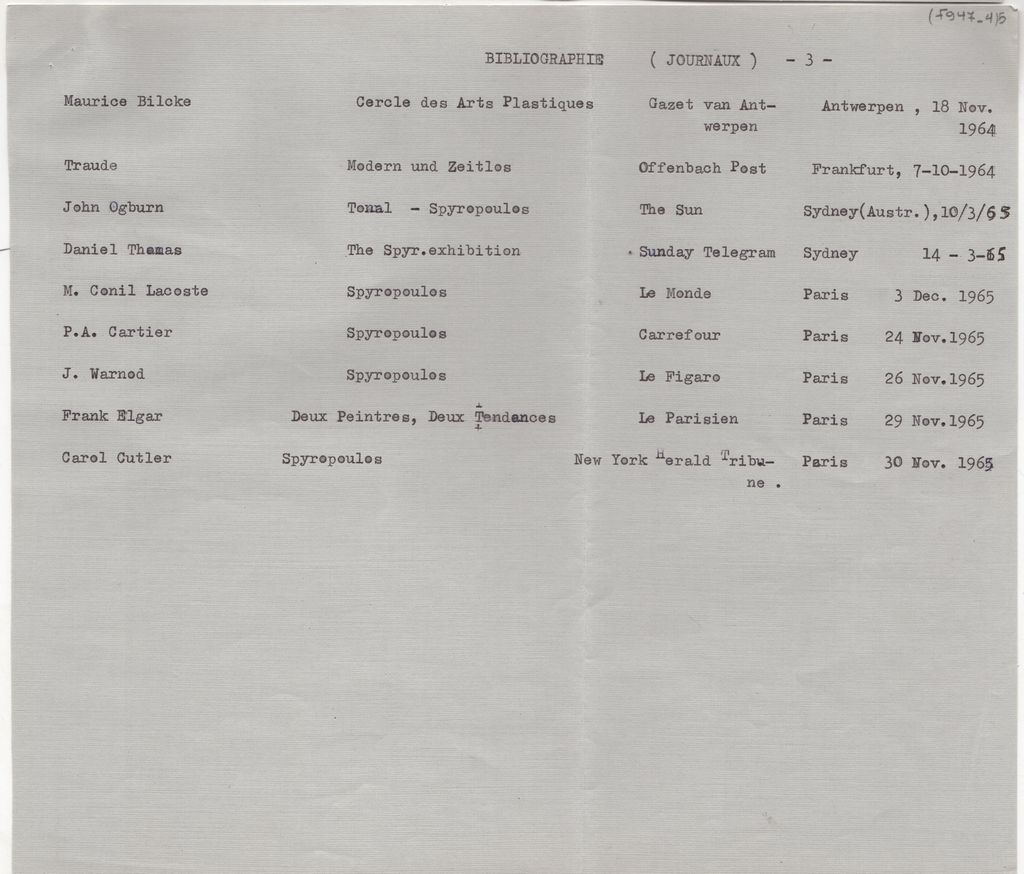 (F947_4)5
BIBLIOGRAPHIE ( JOURNAUX ) - 3 -
Maurice Bilcke Cercle des Arts Plastiques Gazet van Ant- Antwerpen , 18 Nov.
werpen 1964
Traude Modern und Zeitlos Offenbach Post Frankfurt, 7-10-1964
John Ogburn Tonal - Spyropoulos The Sun Sydney(Austr.),10/3/65
Daniel Thomas The Spyr.exhibition Sunday Telegram Sydney 14 - 3-65
M. Conil Lacoste Spyropoulos Le Monde Paris 3 Dec. 1965
P.A. Cartier Spyropoulos Carrefour Paris 24 Nov.1965
J. Warnod Spyropoulos Le Figaro Paris 26 Nov.1965
Frank Elgar Deux Peintres, Deux Tendances Le Parisien Paris 29 Nov.1965
Carol Cutler Spyropoulos New York Herald Tribu- Paris 30 Nov. 1965
ne .